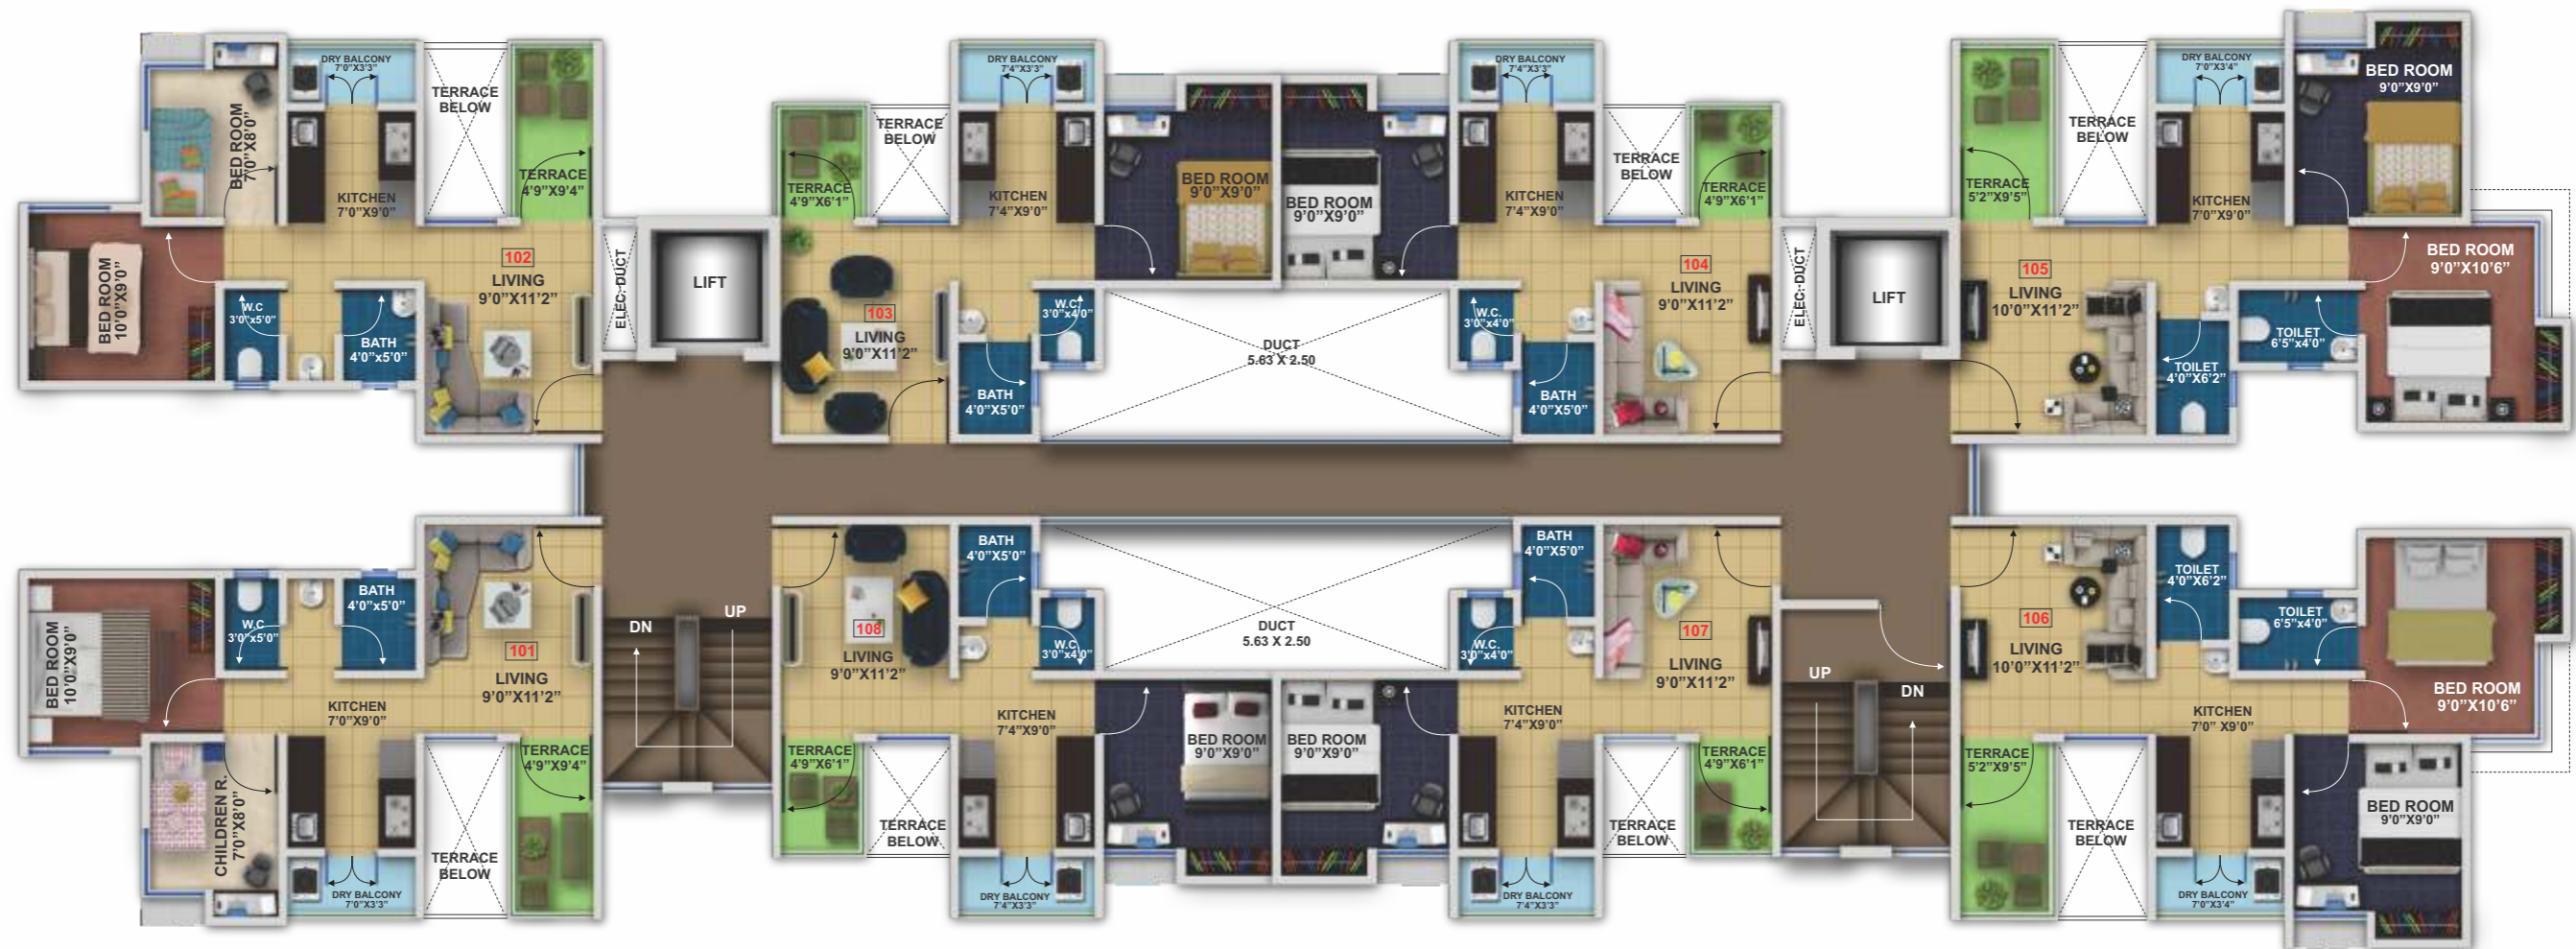 DRY BALCONY
7'0"X3'3"
TERRACE
BELOW
BED ROOM
7'0"X8'0"
KITCHEN
7'0"X9'0"
TERRACE
4'9"X9'4"
102
LIVING
9'0"X11'2"
BED ROOM
10'0"X9'0"
W.C
3'0"x5'0"
BATH
4'0"x5'0"
ELEC. DUCT
LIFT
TERRACE
4'9"X6'1"
TERRACE
BELOW
DRY BALCONY
7'4"X3'3"
KITCHEN
7'4"X9'0"
BED ROOM
9'0"X9'0"
103
LIVING
9'0"X11'2"
W.C.
3'0"x4'0"
BATH
4'0"X5'0"
DUCT
5.63 X 2.50
BED ROOM
9'0"X9'0"
DRY BALCONY
7'4"X3'3"
KITCHEN
7'4"X9'0"
TERRACE
BELOW
TERRACE
4'9"X6'1"
104
LIVING
9'0"X11'2"
W.C.
3'0"x4'0"
BATH
4'0"X5'0"
ELEC. DUCT
LIFT
TERRACE
5'2"X9'5"
TERRACE
BELOW
DRY BALCONY
7'0"X3'4"
KITCHEN
7'0"X9'0"
BED ROOM
9'0"X9'0"
105
LIVING
10'0"X11'2"
BED ROOM
9'0"X10'6"
TOILET
6'5"x4'0"
TOILET
4'0"X6'2"
BED ROOM
10'0"X9'0"
W.C
3'0"x5'0"
BATH
4'0"x5'0"
101
LIVING
9'0"X11'2"
KITCHEN
7'0"X9'0"
CHILDREN R.
7'0"X8'0"
TERRACE
4'9"X9'4"
TERRACE
BELOW
DRY BALCONY
7'0"X3'3"
DN
UP
108
LIVING
9'0"X11'2"
BATH
4'0"X5'0"
W.C.
3'0"x4'0"
KITCHEN
7'4"X9'0"
TERRACE
4'9"X6'1"
TERRACE
BELOW
DRY BALCONY
7'4"X3'3"
BED ROOM
9'0"X9'0"
DUCT
5.63 X 2.50
BED ROOM
9'0"X9'0"
BATH
4'0"X5'0"
W.C.
3'0"x4'0"
107
LIVING
9'0"X11'2"
KITCHEN
7'4"X9'0"
TERRACE
4'9"X6'1"
TERRACE
BELOW
DRY BALCONY
7'4"X3'3"
UP
DN
106
LIVING
10'0"X11'2"
TOILET
4'0"X6'2"
TOILET
6'5"x4'0"
BED ROOM
9'0"X10'6"
KITCHEN
7'0" X9'0"
TERRACE
5'2"X9'5"
TERRACE
BELOW
DRY BALCONY
7'0"X3'4"
BED ROOM
9'0"X9'0"